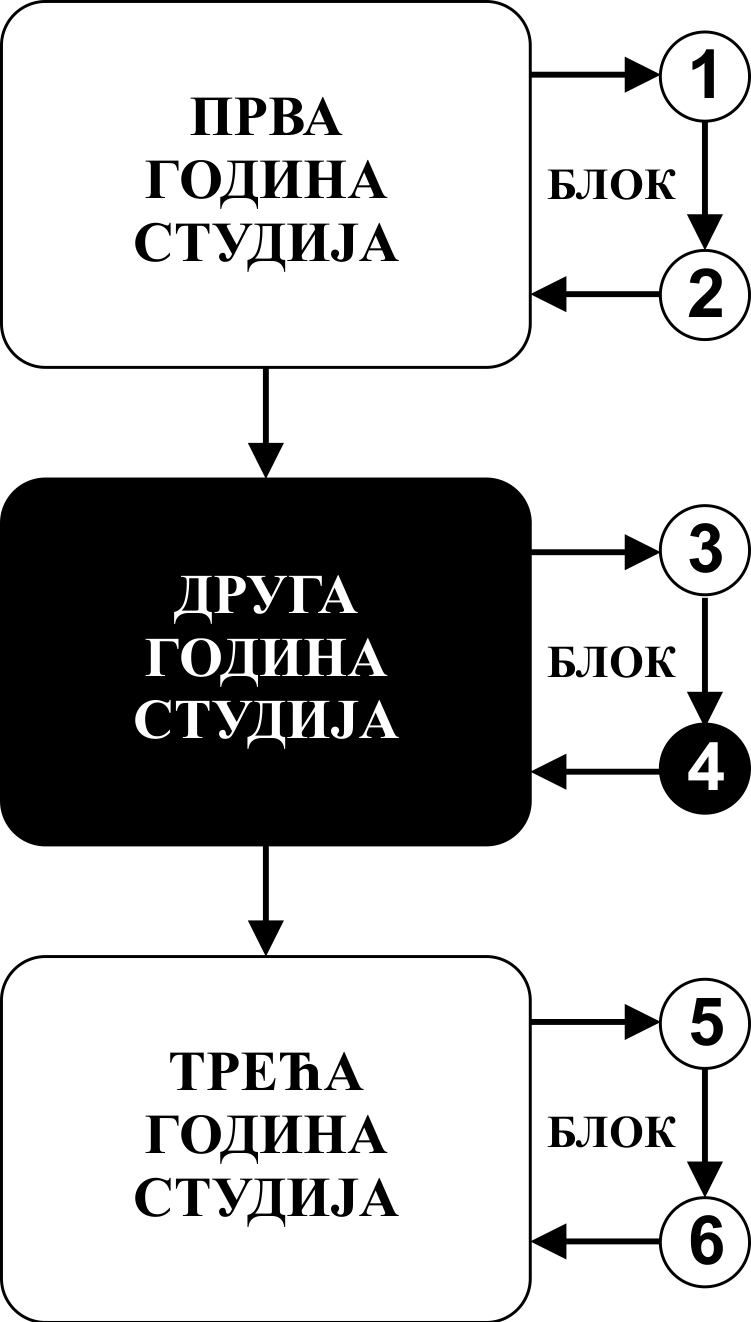 ПРВА
ГОДИНА
СТУДИЈА
1
БЛОК
2
ДРУГА
ГОДИНА
СТУДИЈА
3
БЛОК
4
ТРЕЋА
ГОДИНА
СТУДИЈА
5
БЛОК
6